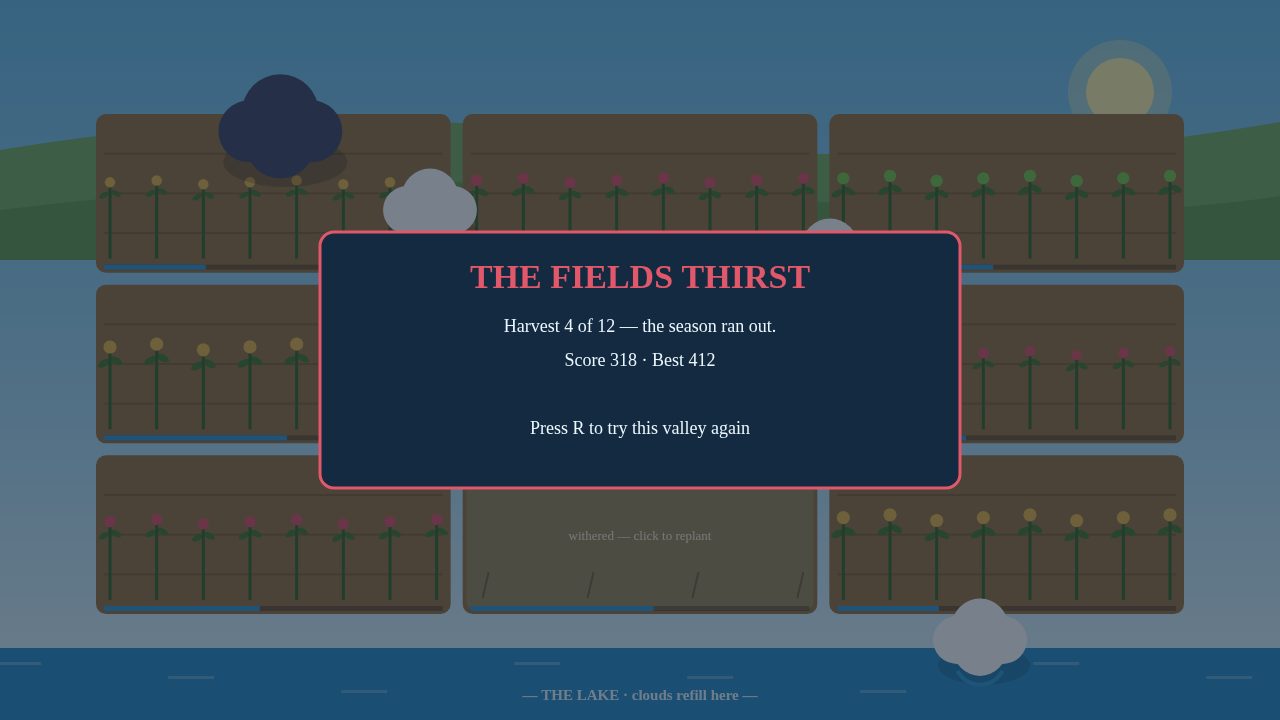 THE FIELDS THIRST
Harvest 4 of 12 — the season ran out.
Score 318 · Best 412
Press R to try this valley again
withered — click to replant
— THE LAKE · clouds refill here —